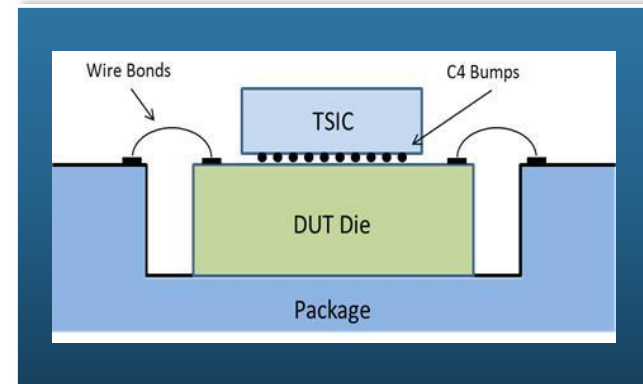 Wire Bonds
C4 Bumps
TSIC
DUT Die
Package